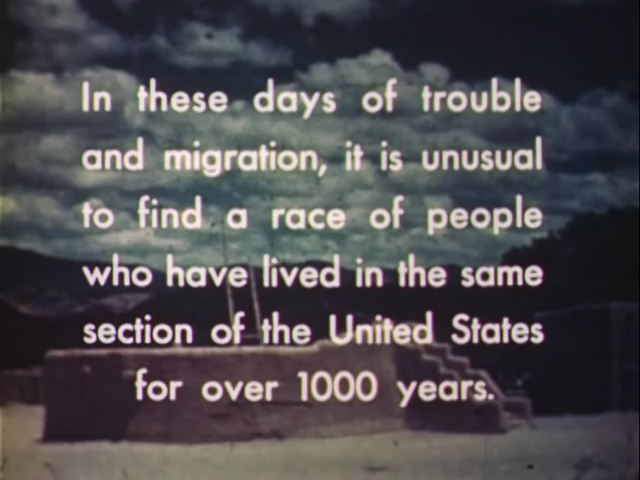 In these days of trouble
and migration, it is unusual
to find a race of people
who have lived in the same
section of the United States
for over 1000 years.